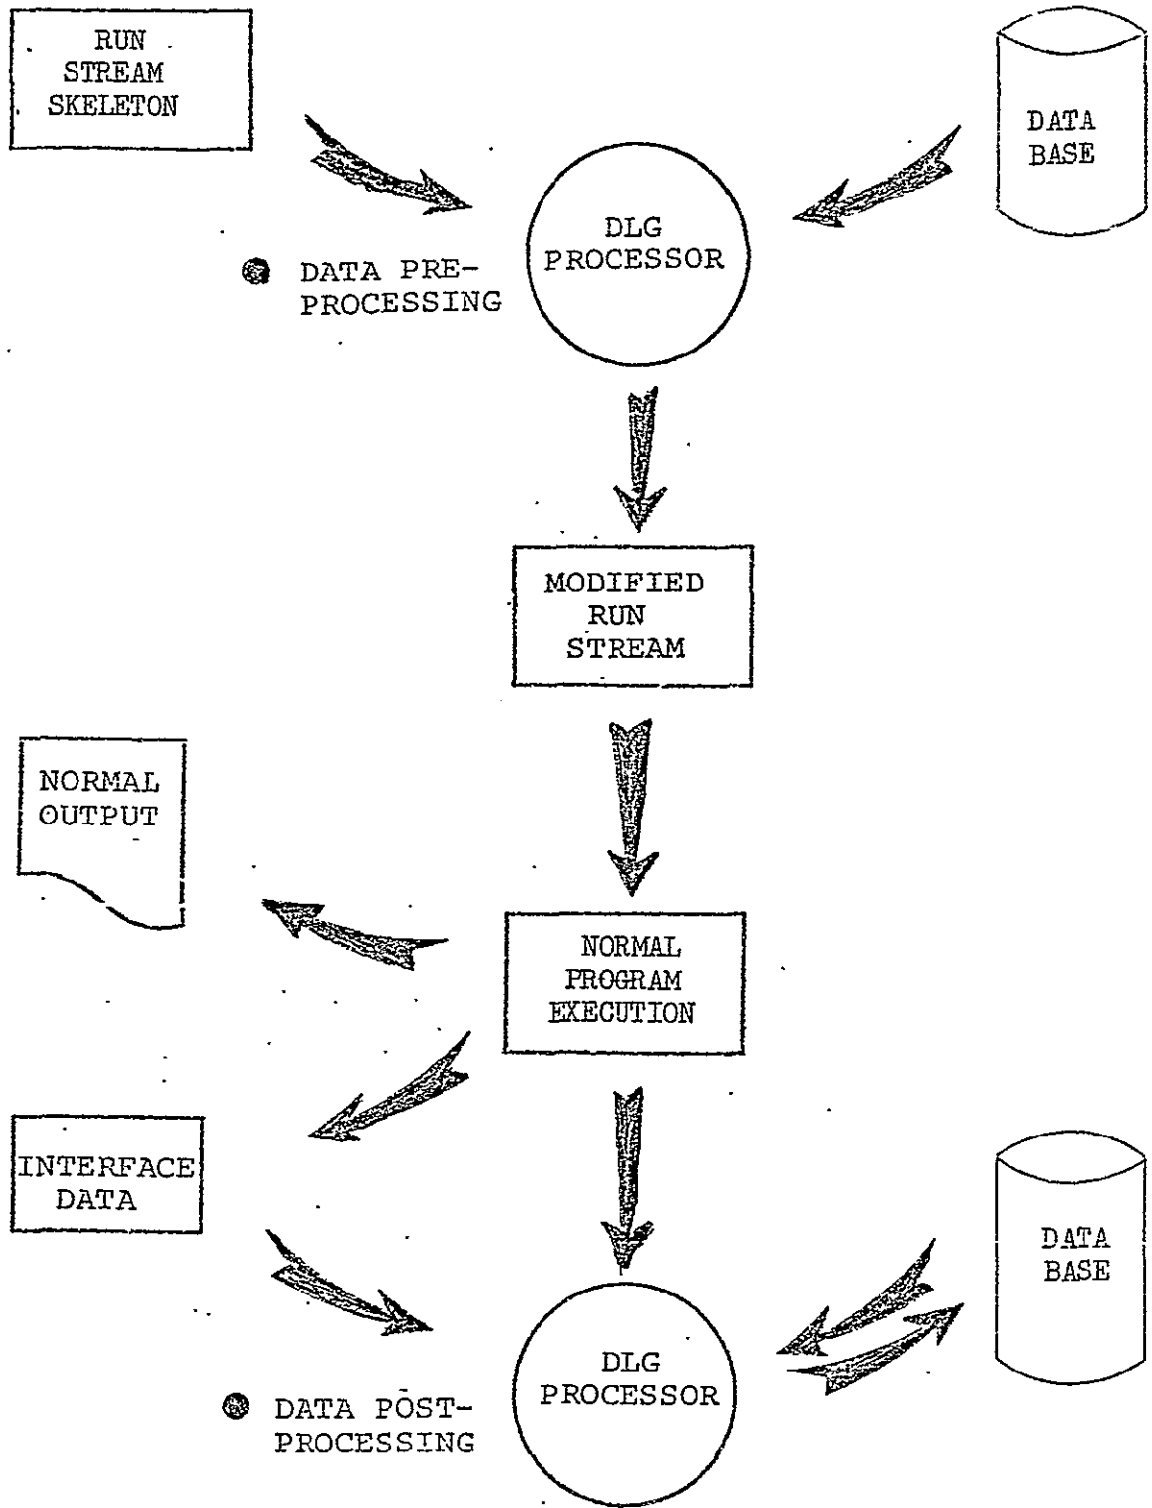 RUN
STREAM
SKELETON
DATA
BASE
DLG
PROCESSOR
DATA PRE-
PROCESSING
MODIFIED
RUN
STREAM
NORMAL
OUTPUT
NORMAL
PROGRAM
EXECUTION
INTERFACE
DATA
DATA
BASE
DLG
PROCESSOR
DATA POST-
PROCESSING